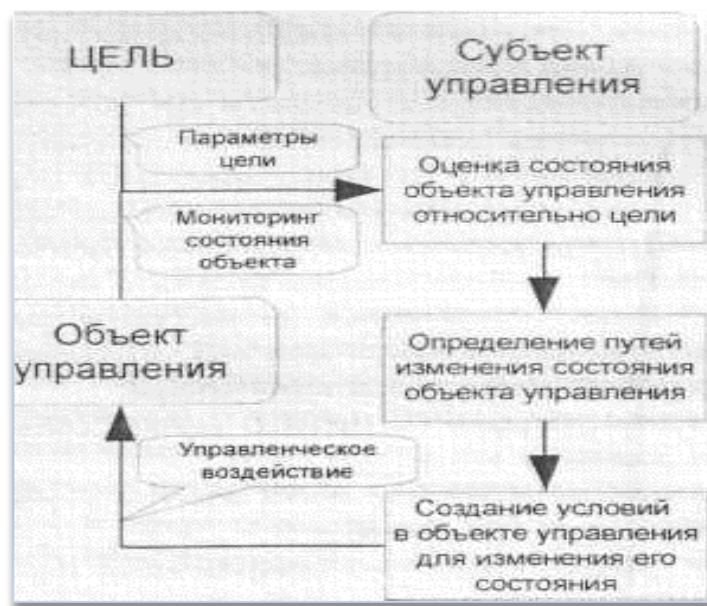 ЦЕЛЬ
Субъект
управления
Параметры
цели
Оценка состояния
объекта управления
относительно цели
Мониторинг
состояния
объекта
Объект
управления
Определение путей
изменения состояния
объекта управления
Управленческое
воздействие
Создание условий
в объекте управления
для изменения его
состояния